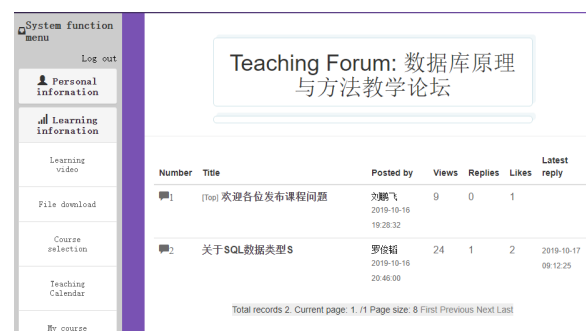 System function
menu
Log out
Personal
information
Learning
information
Learning
video
File download
Course
selection
Teaching
Calendar
My course
Teaching Forum: 数据库原理
与方法教学论坛
Number Title Posted by Views Replies Likes Latest reply
1 [Top] 欢迎各位发布课程问题 刘鹏飞 9 0 1
2019-10-16
19:28:32
2 关于SQL数据类型S 罗俊韬 24 1 2 2019-10-17
2019-10-16 09:12:25
20:46:00
Total records 2. Current page: 1. /1 Page size: 8 First Previous Next Last